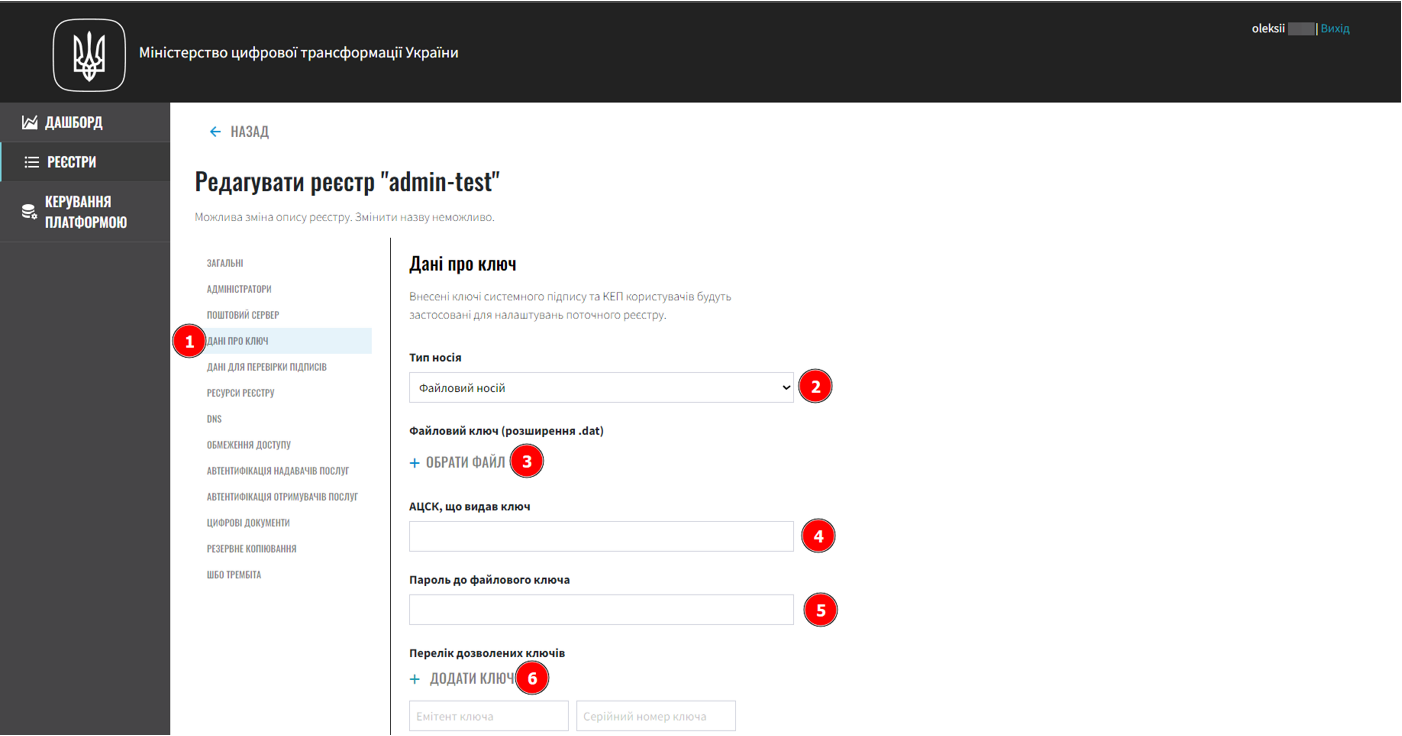 Міністерство цифрової трансформації України
oleksii | Вихід
ДАШБОРД
РЕЄСТРИ
КЕРУВАННЯ
ПЛАТФОРМОЮ
← НАЗАД
Редагувати реєстр "admin-test"
Можлива зміна опису реєстру. Змінити назву неможливо.
ЗАГАЛЬНІ
АДМІНІСТРАТОРИ
ПОШТОВИЙ СЕРВЕР
1 ДАНІ ПРО КЛЮЧ
ДАНІ ДЛЯ ПЕРЕВІРКИ ПІДПИСІВ
РЕСУРСИ РЕЄСТРУ
DNS
ОБМЕЖЕННЯ ДОСТУПУ
АВТЕНТИФІКАЦІЯ НАДАВАЧІВ ПОСЛУГ
АВТЕНТИФІКАЦІЯ ОТРИМУВАЧІВ ПОСЛУГ
ЦИФРОВІ ДОКУМЕНТИ
РЕЗЕРВНЕ КОПІЮВАННЯ
ШБО ТРЕМБІТА
Дані про ключ
Внесені ключі системного підпису та КЕП користувачів будуть
застосовані для налаштувань поточного реєстру.
Тип носія
Файловий носій 2
Файловий ключ (розширення .dat)
+ ОБРАТИ ФАЙЛ 3
АЦСК, що видав ключ
4
Пароль до файлового ключа
5
Перелік дозволених ключів
+ ДОДАТИ КЛЮЧ 6
Емітент ключа Серійний номер ключа